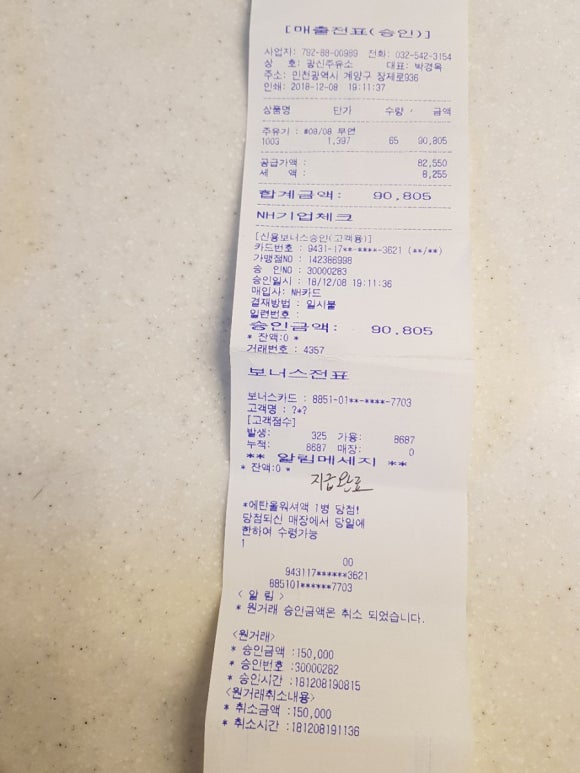 [매출전표(승인)]
사업자: 792-88-00989 전화: 032-542-3154
상 호: 광신주유소 대표: 박경옥
주소: 인천광역시 계양구 장제로936
인쇄: 2018-12-08 19:11:37
상품명 단가 수량 금액
주유기 : #08/08 무연
1003 1,397 65 90,805
공급가액 : 82,550
세 액 : 8,255
합계금액: 90,805
NH기업체크
[신용보너스승인(고객용)]
카드번호 : 9431-17**-****-3621 (**/**)
가맹점NO : 142366998
승 인NO : 30000283
승인일시 : 18/12/08 19:11:36
매입사: NH카드
결재방법 : 일시불
일련번호 :
승인금액: 90,805
* 잔액:0 *
거래번호 : 4357
보너스전표
보너스카드 : 8851-01**-****-7703
고객명 : ?*?
[고객점수]
발생: 325 가용: 8687
누적: 8687 매장: 0
** 알림메세지 **
* 잔액:0 *
지급완료
*에탄올워셔액 1병 당첨!
당첨되신 매장에서 당일에
한하여 수령가능
1
00
943117******3621
885101******7703
< 알 림 >
* 원거래 승인금액은 취소 되었습니다.
<원거래>
* 승인금액 :150,000
* 승인번호 :30000282
* 승인시간 :181208190815
<원거래취소내용>
* 취소금액 :150,000
* 취소시간 :181208191136